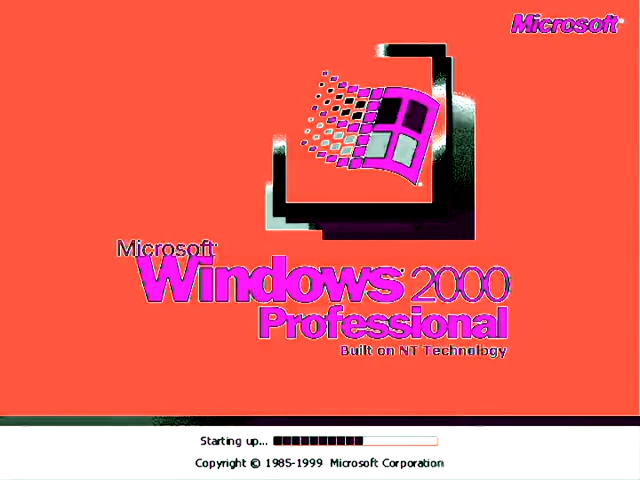 Microsoft
Microsoft
Windows 2000
Professional
Built on NT Technology
Starting up...
Copyright © 1985-1999 Microsoft Corporation